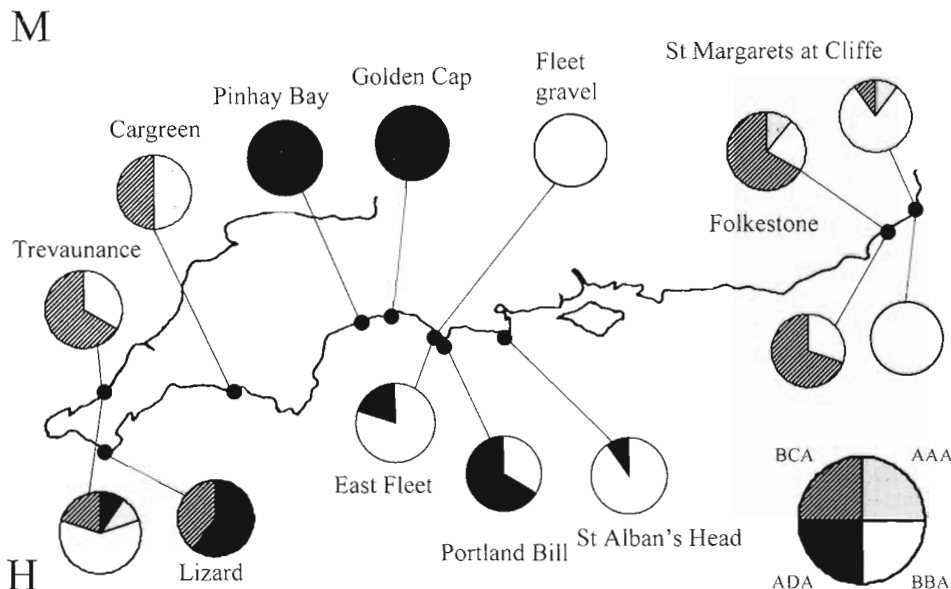 M
St Margarets at Cliffe
Golden Cap
Fleet
gravel
Pinhay Bay
Cargreen
Trevaunance
Folkestone
East Fleet
BCA
AAA
Portland Bill
St Alban's Head
Lizard
H
ADA
BBA